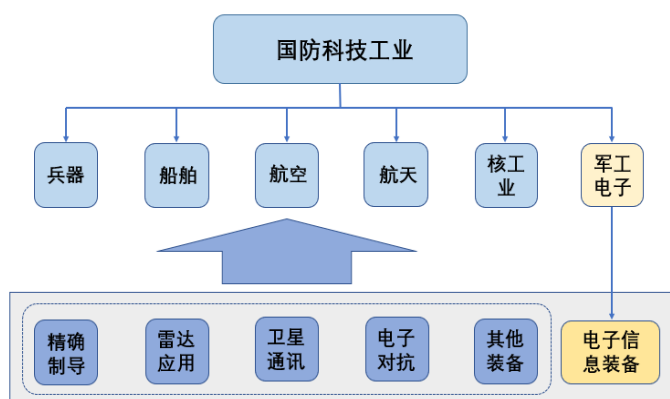 国防科技工业
兵器
船舶
航空
航天
核工
业
军工
电子
精确
制导
雷达
应用
卫星
通讯
电子
对抗
其他
装备
电子信
息装备